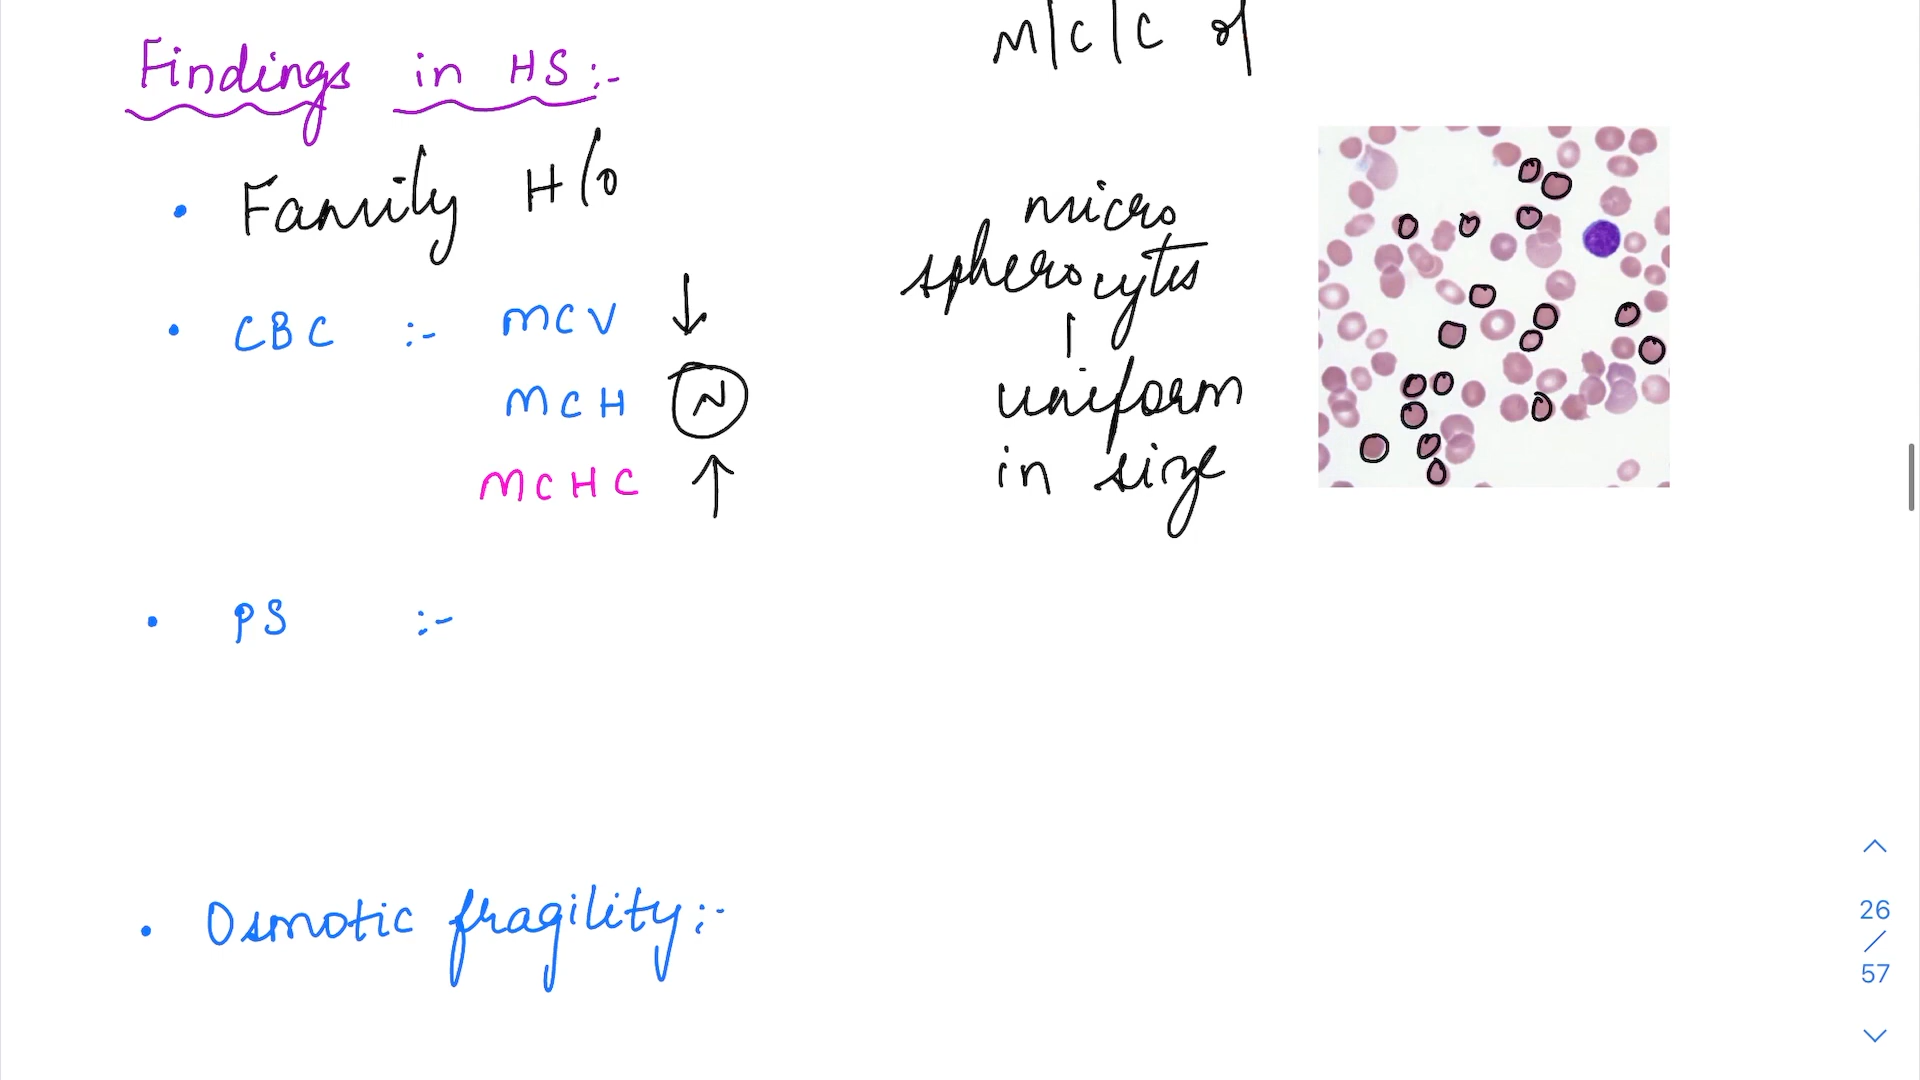 M/C/C of
Findings in HS:-
• Family H/o
• CBC :- MCV ↓
MCH N
MCHC ↑
micro
spherocytes
uniform
in size
• PS :-
• Osmotic fragility:-
26
/
57